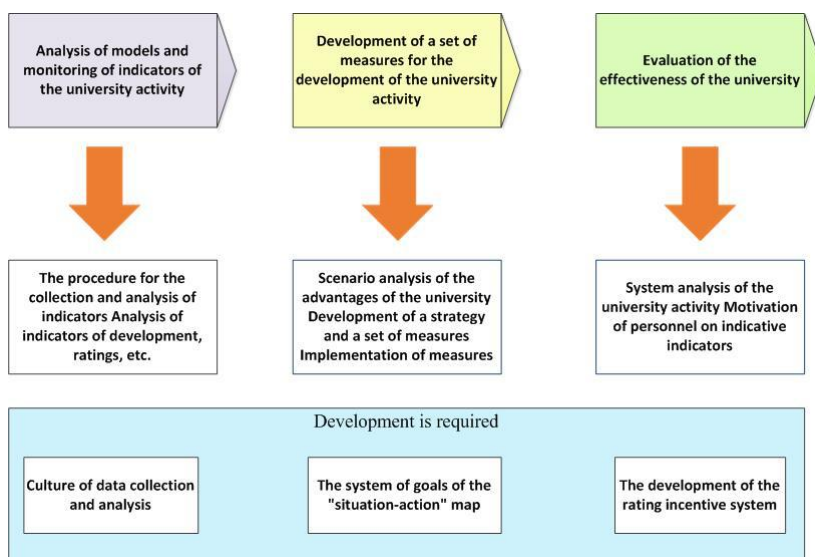 Analysis of models and
monitoring of indicators of
the university activity
Development of a set of
measures for the
development of the university
activity
Evaluation of the
effectiveness of the university
The procedure for the
collection and analysis of
indicators Analysis of
indicators of development,
ratings, etc.
Scenario analysis of the
advantages of the university
Development of a strategy
and a set of measures
Implementation of measures
System analysis of the
university activity Motivation
of personnel on indicative
indicators
Development is required
Culture of data collection
and analysis
The system of goals of the
"situation-action" map
The development of the
rating incentive system